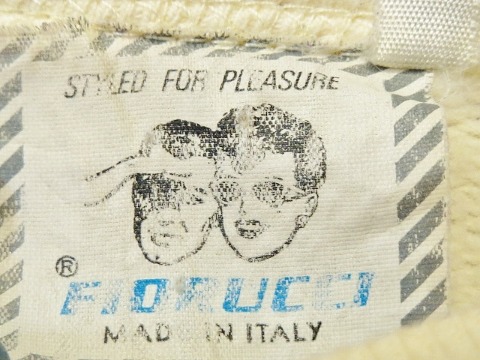 STYLED FOR PLEASURE
®
FIORUCCI
MADE IN ITALY